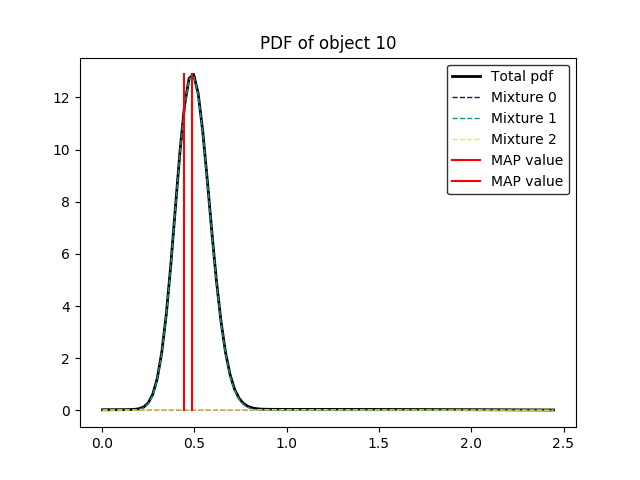 PDF of object 10
Total pdf
Mixture 0
Mixture 1
Mixture 2
MAP value
MAP value
12
10
8
6
4
2
0
0.0 0.5 1.0 1.5 2.0 2.5